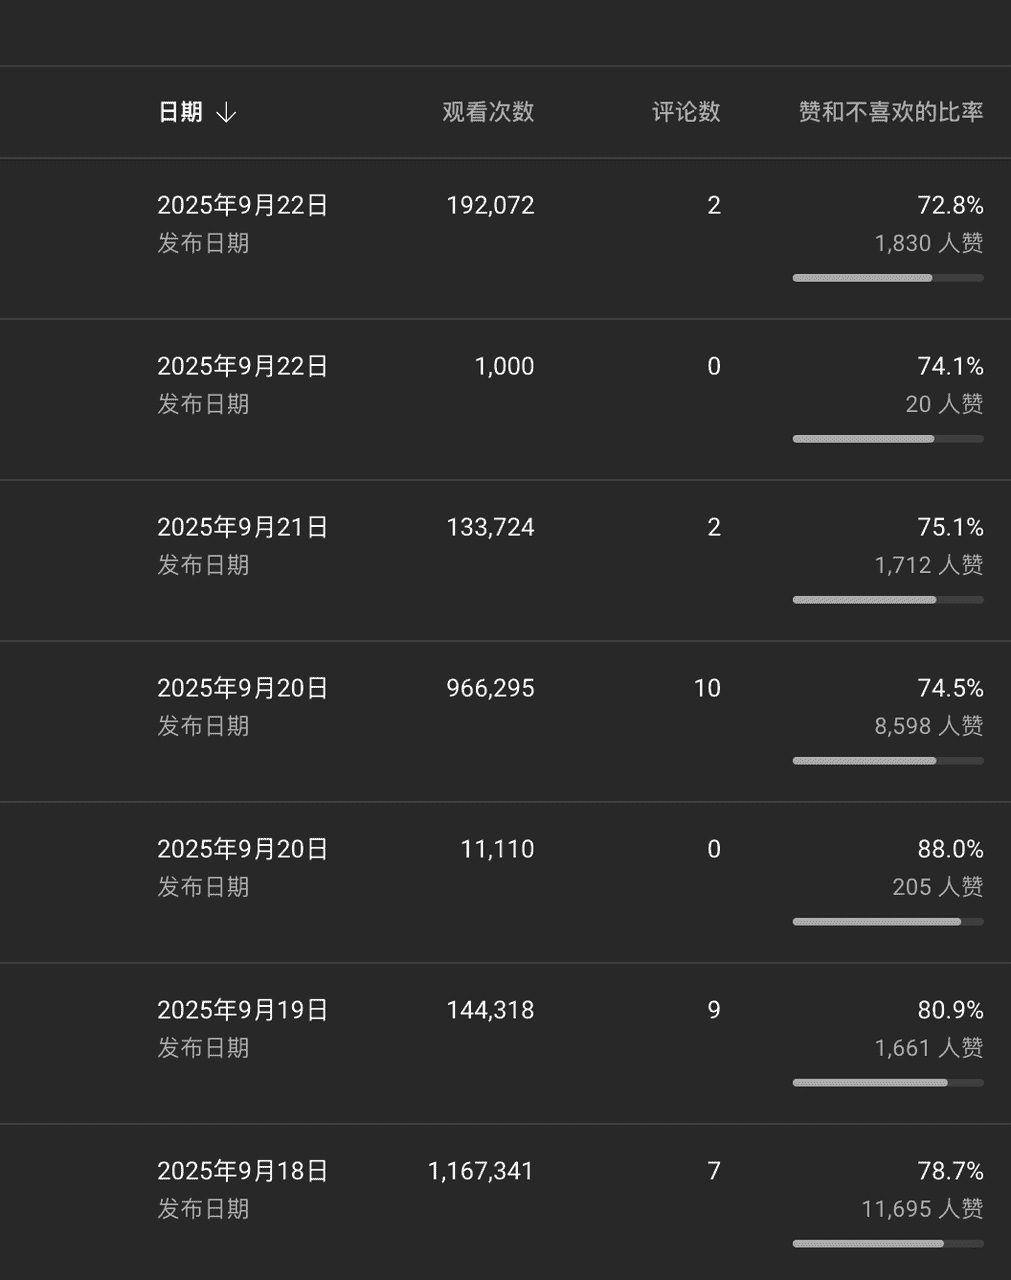 日期 ↓ 观看次数 评论数 赞和不喜欢的比率
2025年9月22日 192,072 2 72.8%
发布日期 1,830 人赞
2025年9月22日 1,000 0 74.1%
发布日期 20 人赞
2025年9月21日 133,724 2 75.1%
发布日期 1,712 人赞
2025年9月20日 966,295 10 74.5%
发布日期 8,598 人赞
2025年9月20日 11,110 0 88.0%
发布日期 205 人赞
2025年9月19日 144,318 9 80.9%
发布日期 1,661 人赞
2025年9月18日 1,167,341 7 78.7%
发布日期 11,695 人赞